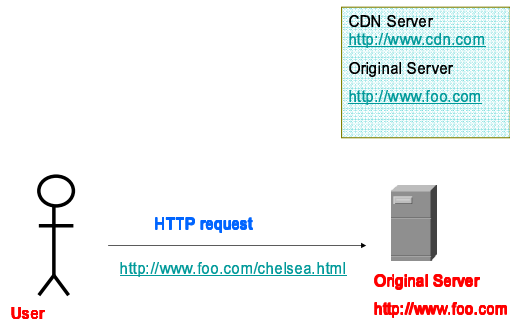 CDN Server
http://www.cdn.com
Original Server
http://www.foo.com
HTTP request
http://www.foo.com/chelsea.html
Original Server
http://www.foo.com
User